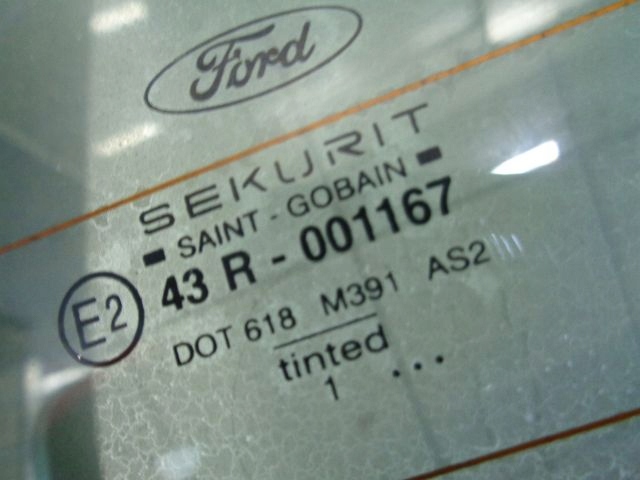 Ford
SEKURIT
SAINT - GOBAIN
E2
43 R - 001167
DOT 618 M391 AS2
tinted
1 ...